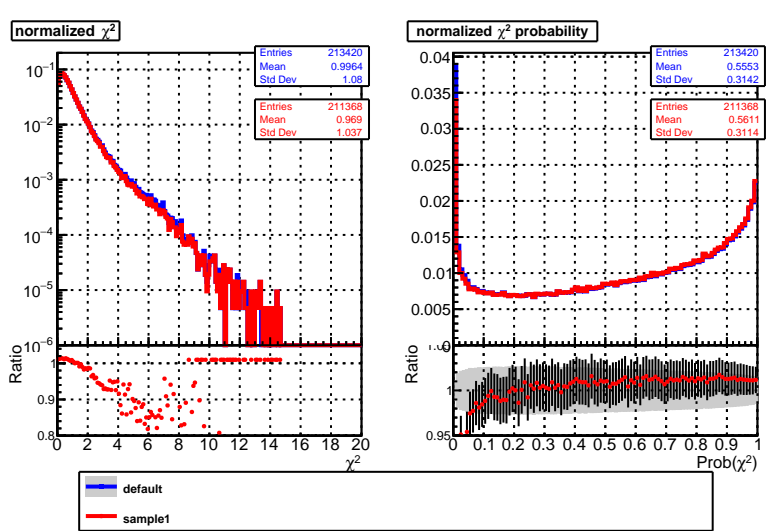 normalized χ²
Entries 213420
Mean 0.9964
Std Dev 1.08
Entries 211368
Mean 0.969
Std Dev 1.037
10⁻¹
10⁻²
10⁻³
10⁻⁴
10⁻⁵
10⁻⁶
Ratio
1
0.9
0.8
0 2 4 6 8 10 12 14 16 18 20
χ²
normalized χ² probability
Entries 213420
Mean 0.5553
Std Dev 0.3142
Entries 211368
Mean 0.5611
Std Dev 0.3114
0.04
0.035
0.03
0.025
0.02
0.015
0.01
0.005
Ratio
1
0.95
0 0.1 0.2 0.3 0.4 0.5 0.6 0.7 0.8 0.9 1
Prob(χ²)
default
sample1